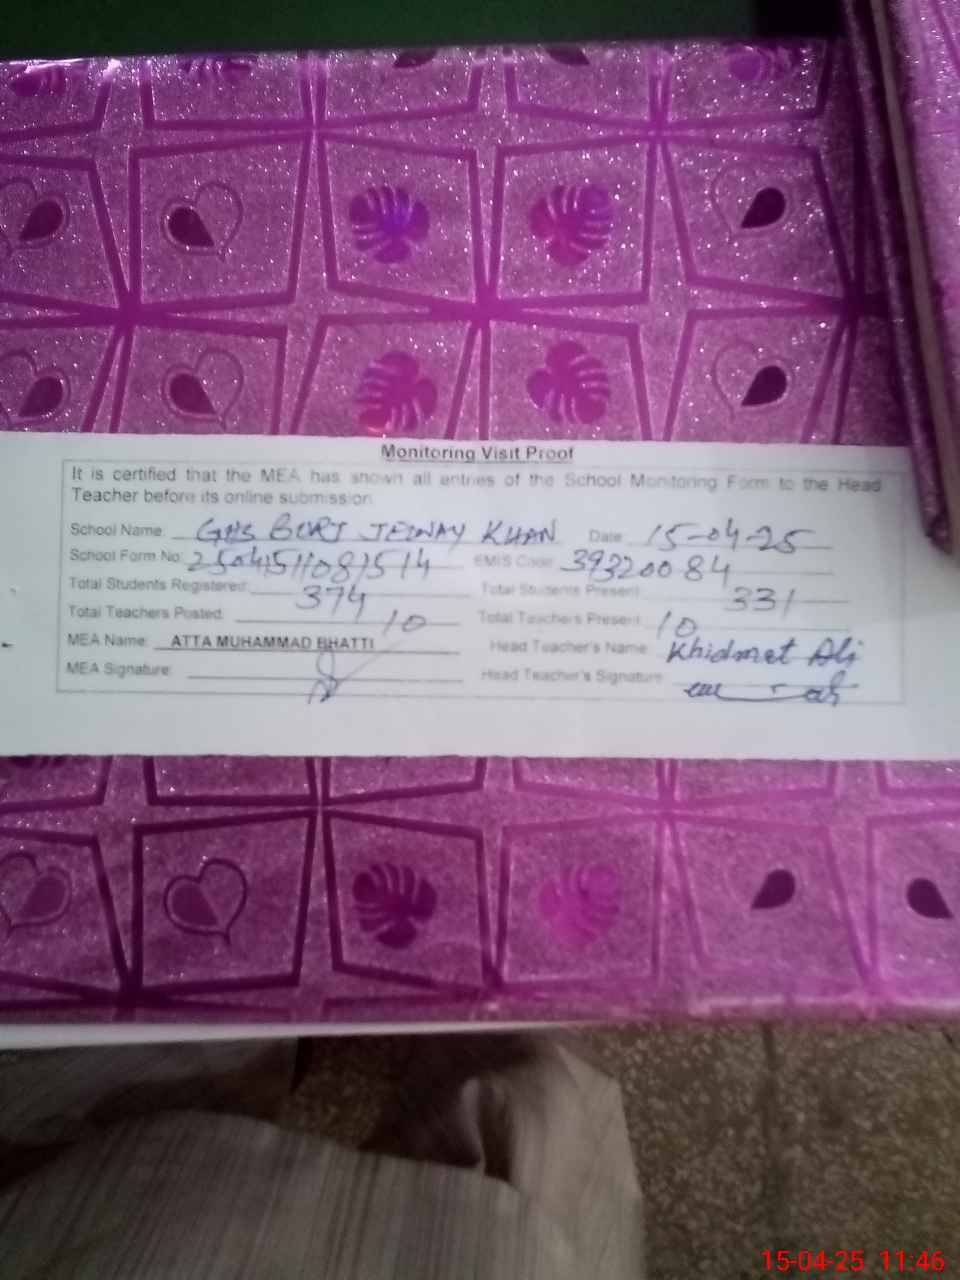 Monitoring Visit Proof
It is certified that the MEA has shown all entries of the School Monitoring Form to the Head
Teacher before its online submission.
School Name: GHS BURJ JEWAY KHAN Date 15-04-25
School Form No: 250415110815 14 EMIS Code: 39320084
Total Students Registered: 374 Total Students Present 331
Total Teachers Posted: 10 Total Teachers Present 10
MEA Name: ATTA MUHAMMAD BHATTI Head Teacher's Name Khidmat Ali
MEA Signature: Head Teacher's Signature
15-04-25 11:46